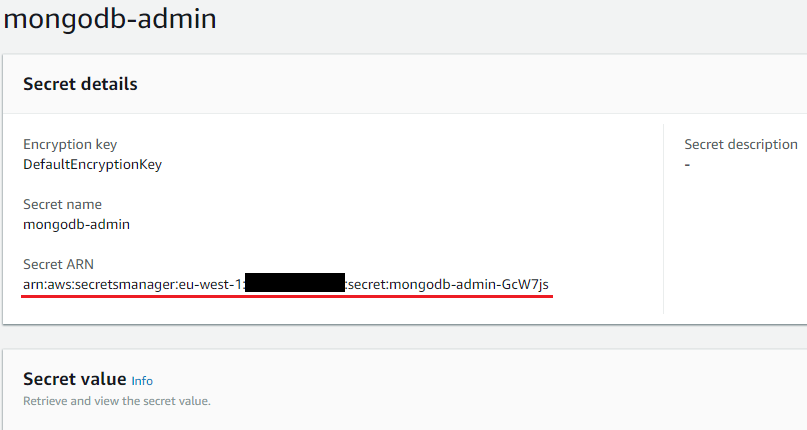 mongodb-admin
Secret details
Encryption key
DefaultEncryptionKey
Secret description
-
Secret name
mongodb-admin
Secret ARN
arn:aws:secretsmanager:eu-west-1: :secret:mongodb-admin-GcW7js
Secret value Info
Retrieve and view the secret value.